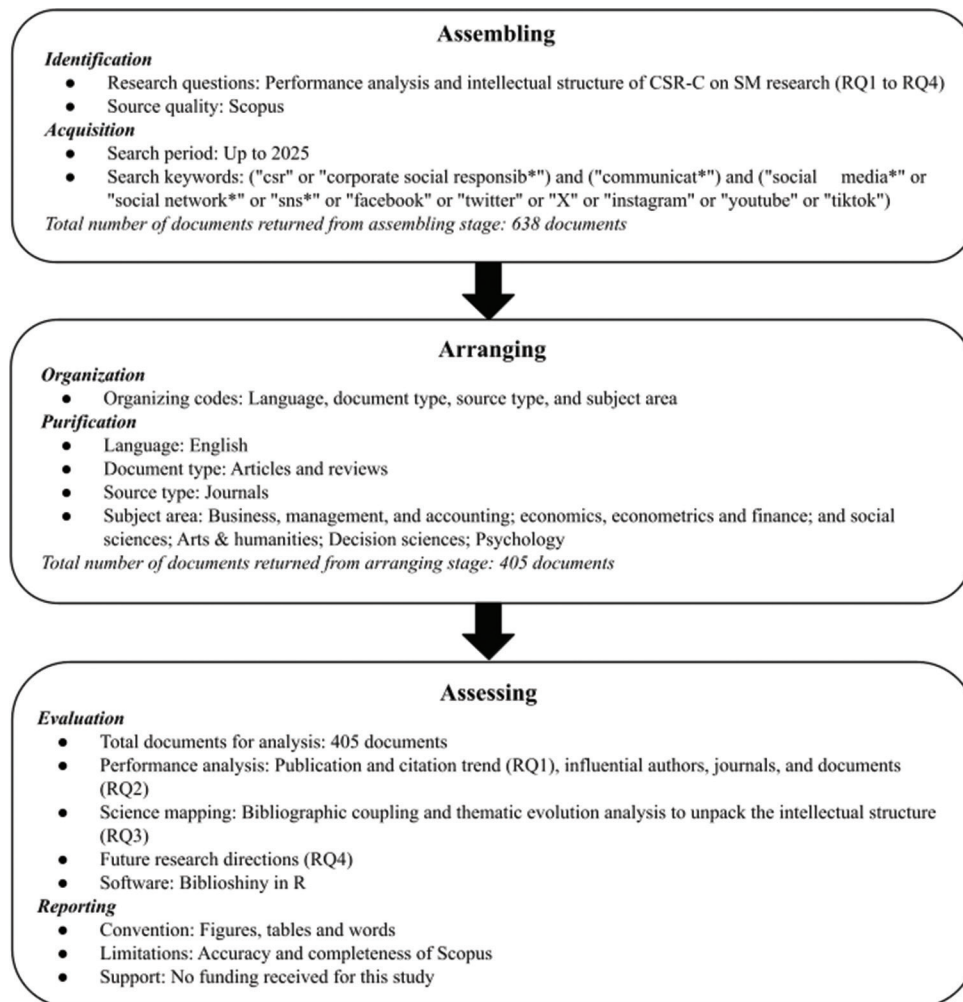 Assembling
Identification
● Research questions: Performance analysis and intellectual structure of CSR-C on SM research (RQ1 to RQ4)
● Source quality: Scopus
Acquisition
● Search period: Up to 2025
● Search keywords: ("csr" or "corporate social responsib*") and ("communicat*") and ("social media*" or
"social network*" or "sns*" or "facebook" or "twitter" or "X" or "instagram" or "youtube" or "tiktok")
Total number of documents returned from assembling stage: 638 documents
Arranging
Organization
● Organizing codes: Language, document type, source type, and subject area
Purification
● Language: English
● Document type: Articles and reviews
● Source type: Journals
● Subject area: Business, management, and accounting; economics, econometrics and finance; and social
sciences; Arts & humanities; Decision sciences; Psychology
Total number of documents returned from arranging stage: 405 documents
Assessing
Evaluation
● Total documents for analysis: 405 documents
● Performance analysis: Publication and citation trend (RQ1), influential authors, journals, and documents
(RQ2)
● Science mapping: Bibliographic coupling and thematic evolution analysis to unpack the intellectual structure
(RQ3)
● Future research directions (RQ4)
● Software: Biblioshiny in R
Reporting
● Convention: Figures, tables and words
● Limitations: Accuracy and completeness of Scopus
● Support: No funding received for this study